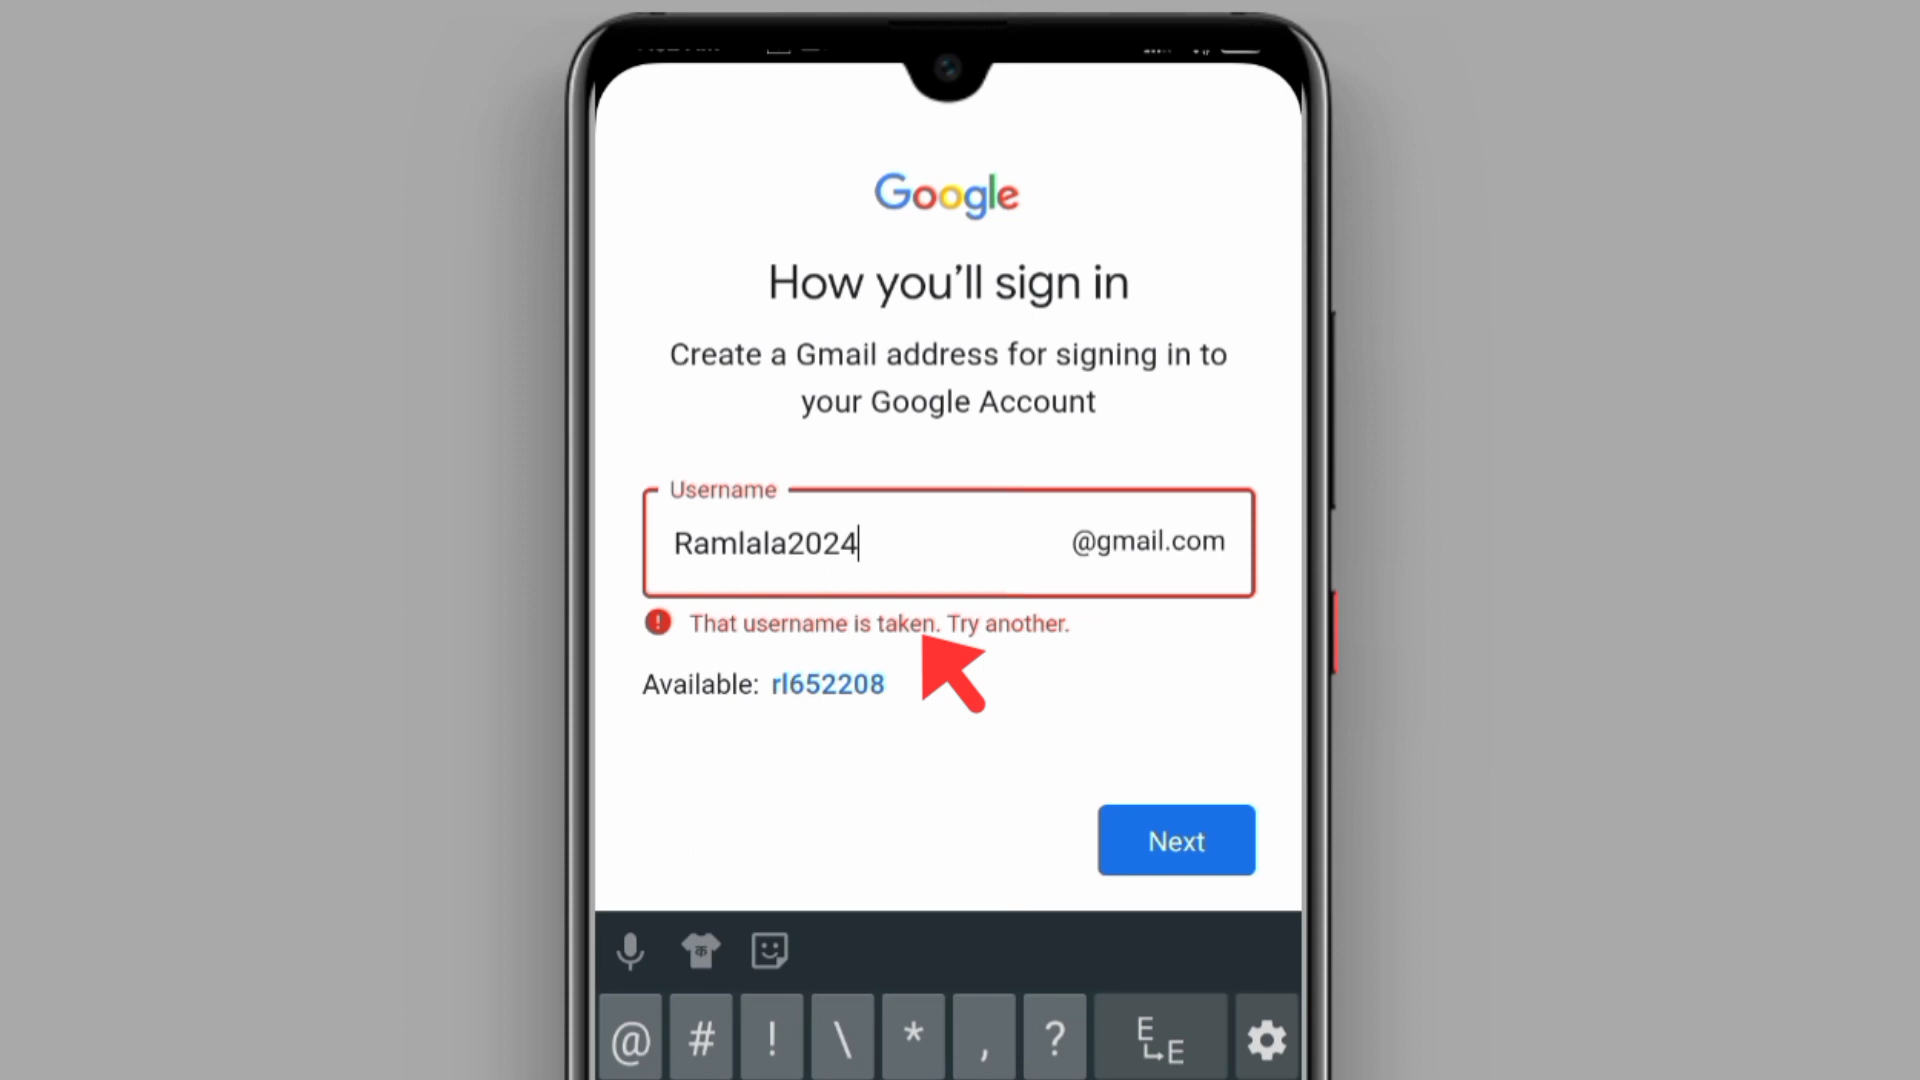 Google
How you'll sign in
Create a Gmail address for signing in to
your Google Account
Username
Ramlala2024 @gmail.com
! That username is taken. Try another.
Available: rl652208
Next
क
@ # ! \ * , ? E E